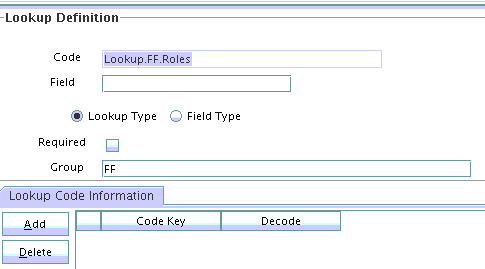 Lookup Definition
Code Lookup.FF.Roles
Field
Lookup Type Field Type
Required
Group FF
Lookup Code Information
Add Code Key Decode
Delete